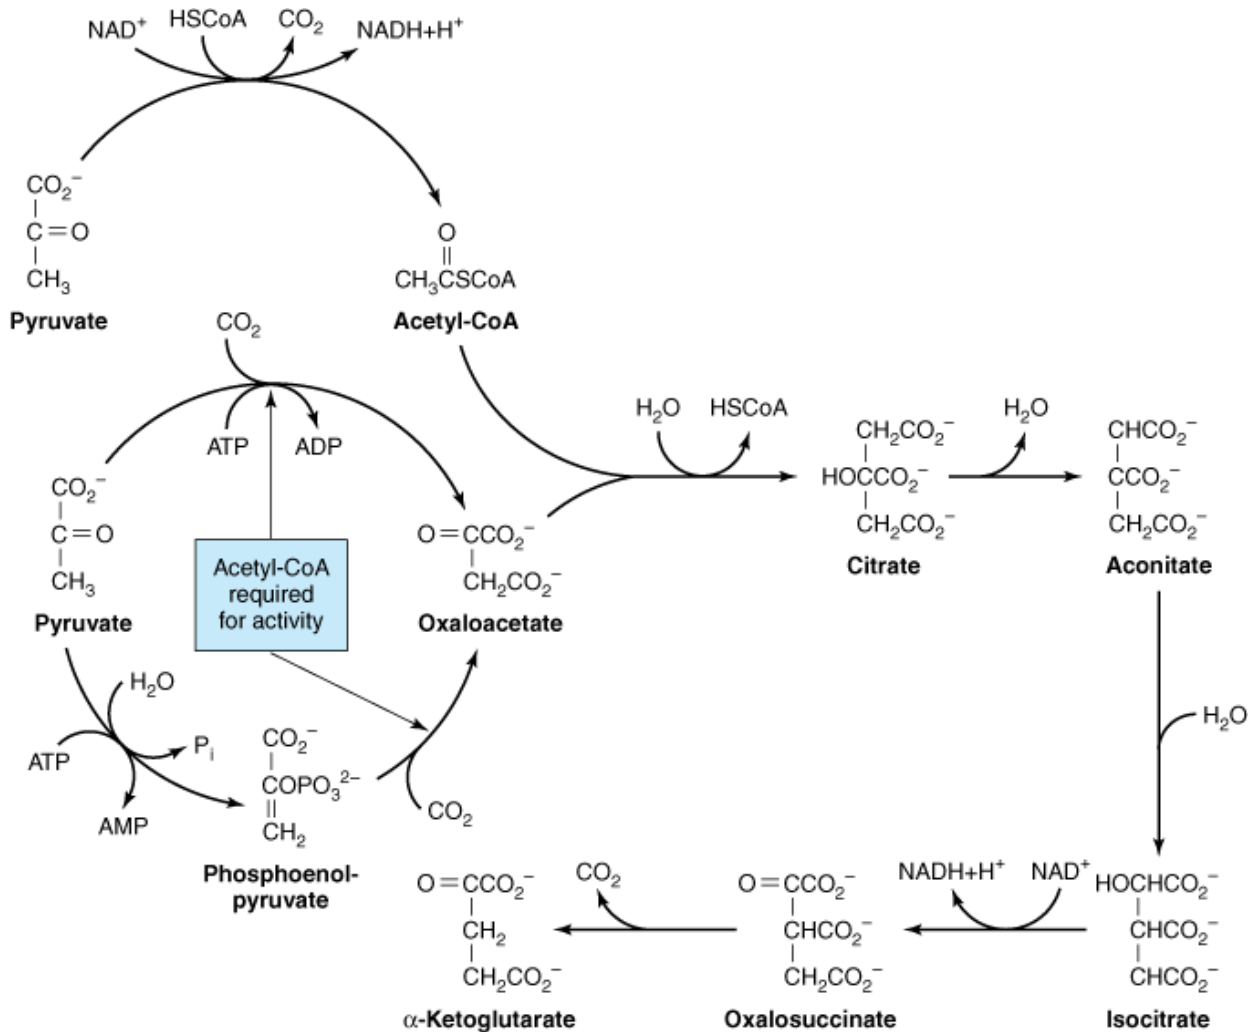 NAD⁺ HSCoA CO₂ NADH+H⁺
CO₂⁻
C=O
CH₃
Pyruvate
O
CH₃CSCoA
Acetyl-CoA
CO₂
ATP ADP
CO₂⁻
C=O
CH₃
Pyruvate
Acetyl-CoA
required
for activity
O=CCO₂⁻
CH₂CO₂⁻
Oxaloacetate
H₂O HSCoA
CH₂CO₂⁻
HOCCO₂⁻
CH₂CO₂⁻
Citrate
H₂O
CHCO₂⁻
CCO₂⁻
CH₂CO₂⁻
Aconitate
H₂O
ATP
Pᵢ
AMP
CO₂⁻
COPO₃²⁻
CH₂
Phosphoenol-
pyruvate
CO₂
H₂O
HOCHCO₂⁻
CHCO₂⁻
CHCO₂⁻
Isocitrate
NADH+H⁺ NAD⁺
O=CCO₂⁻
CHCO₂⁻
CH₂CO₂⁻
Oxalosuccinate
CO₂
O=CCO₂⁻
CH₂
CH₂CO₂⁻
α-Ketoglutarate